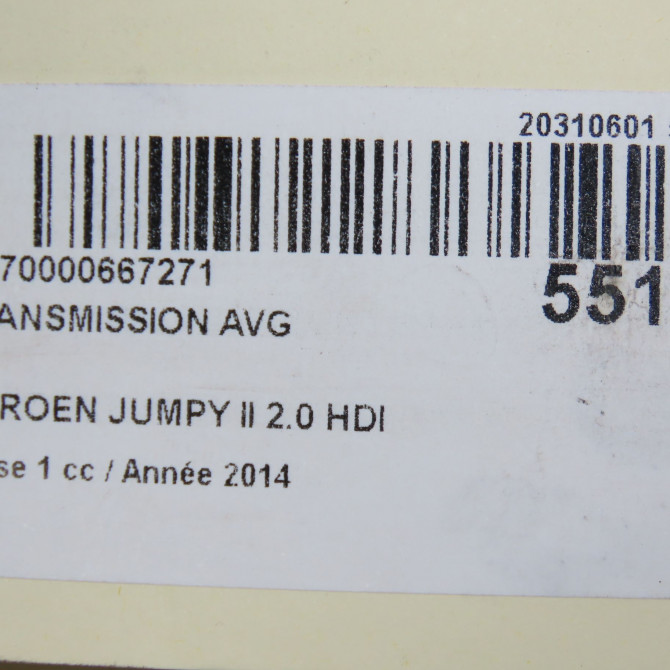 20310601
70000667271
551
ANSMISSION AVG
ROEN JUMPY II 2.0 HDI
se 1 cc / Année 2014